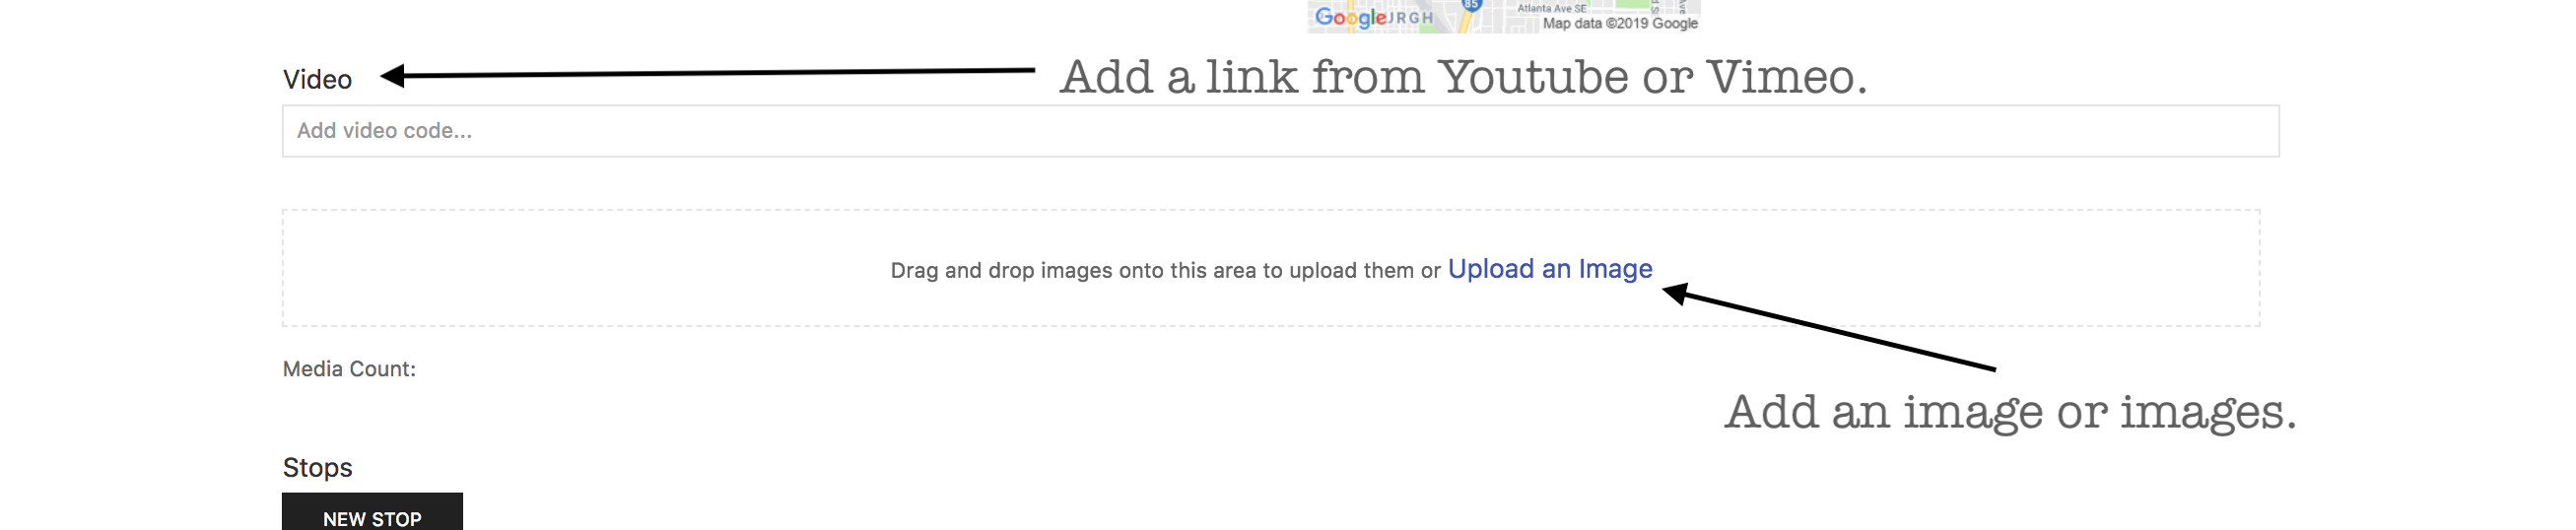 Google
JRGH
85
Atlanta Ave SE
Map data ©2019 Google
Video
Add a link from Youtube or Vimeo.
Add video code...
Drag and drop images onto this area to upload them or Upload an Image
Media Count:
Add an image or images.
Stops
NEW STOP